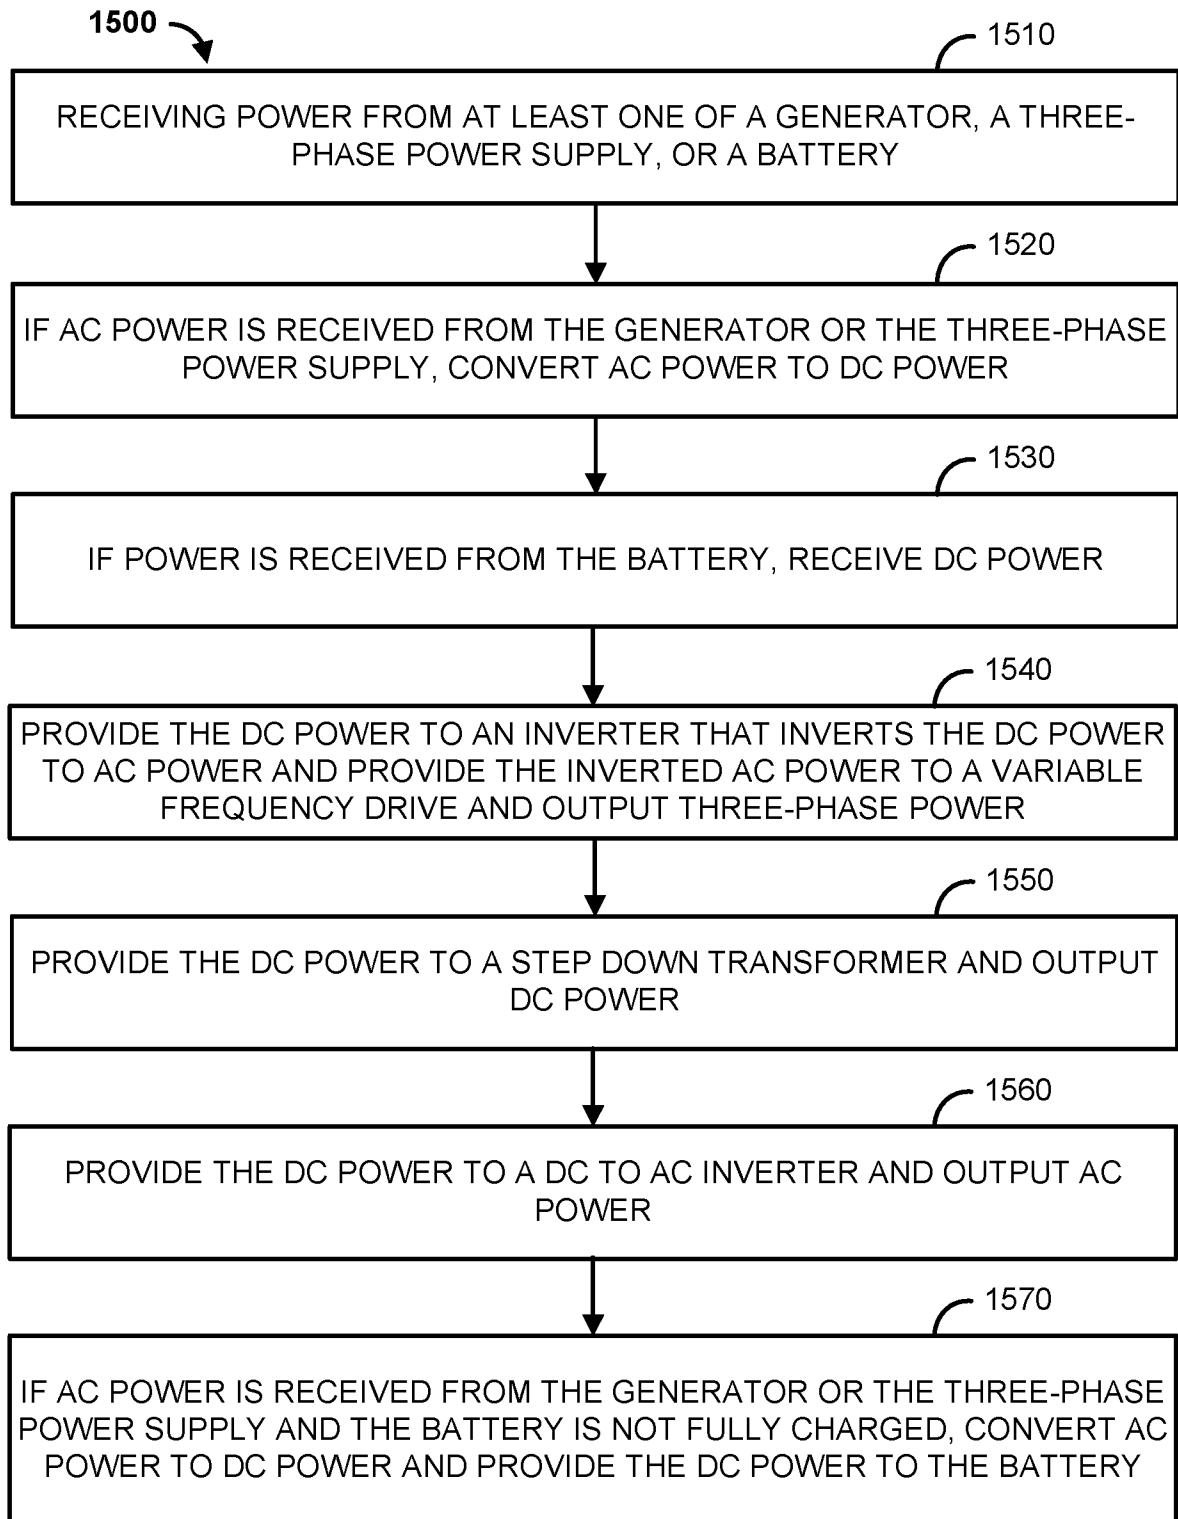 1500
1510
RECEIVING POWER FROM AT LEAST ONE OF A GENERATOR, A THREE-
PHASE POWER SUPPLY, OR A BATTERY
1520
IF AC POWER IS RECEIVED FROM THE GENERATOR OR THE THREE-PHASE
POWER SUPPLY, CONVERT AC POWER TO DC POWER
1530
IF POWER IS RECEIVED FROM THE BATTERY, RECEIVE DC POWER
1540
PROVIDE THE DC POWER TO AN INVERTER THAT INVERTS THE DC POWER
TO AC POWER AND PROVIDE THE INVERTED AC POWER TO A VARIABLE
FREQUENCY DRIVE AND OUTPUT THREE-PHASE POWER
1550
PROVIDE THE DC POWER TO A STEP DOWN TRANSFORMER AND OUTPUT
DC POWER
1560
PROVIDE THE DC POWER TO A DC TO AC INVERTER AND OUTPUT AC
POWER
1570
IF AC POWER IS RECEIVED FROM THE GENERATOR OR THE THREE-PHASE
POWER SUPPLY AND THE BATTERY IS NOT FULLY CHARGED, CONVERT AC
POWER TO DC POWER AND PROVIDE THE DC POWER TO THE BATTERY